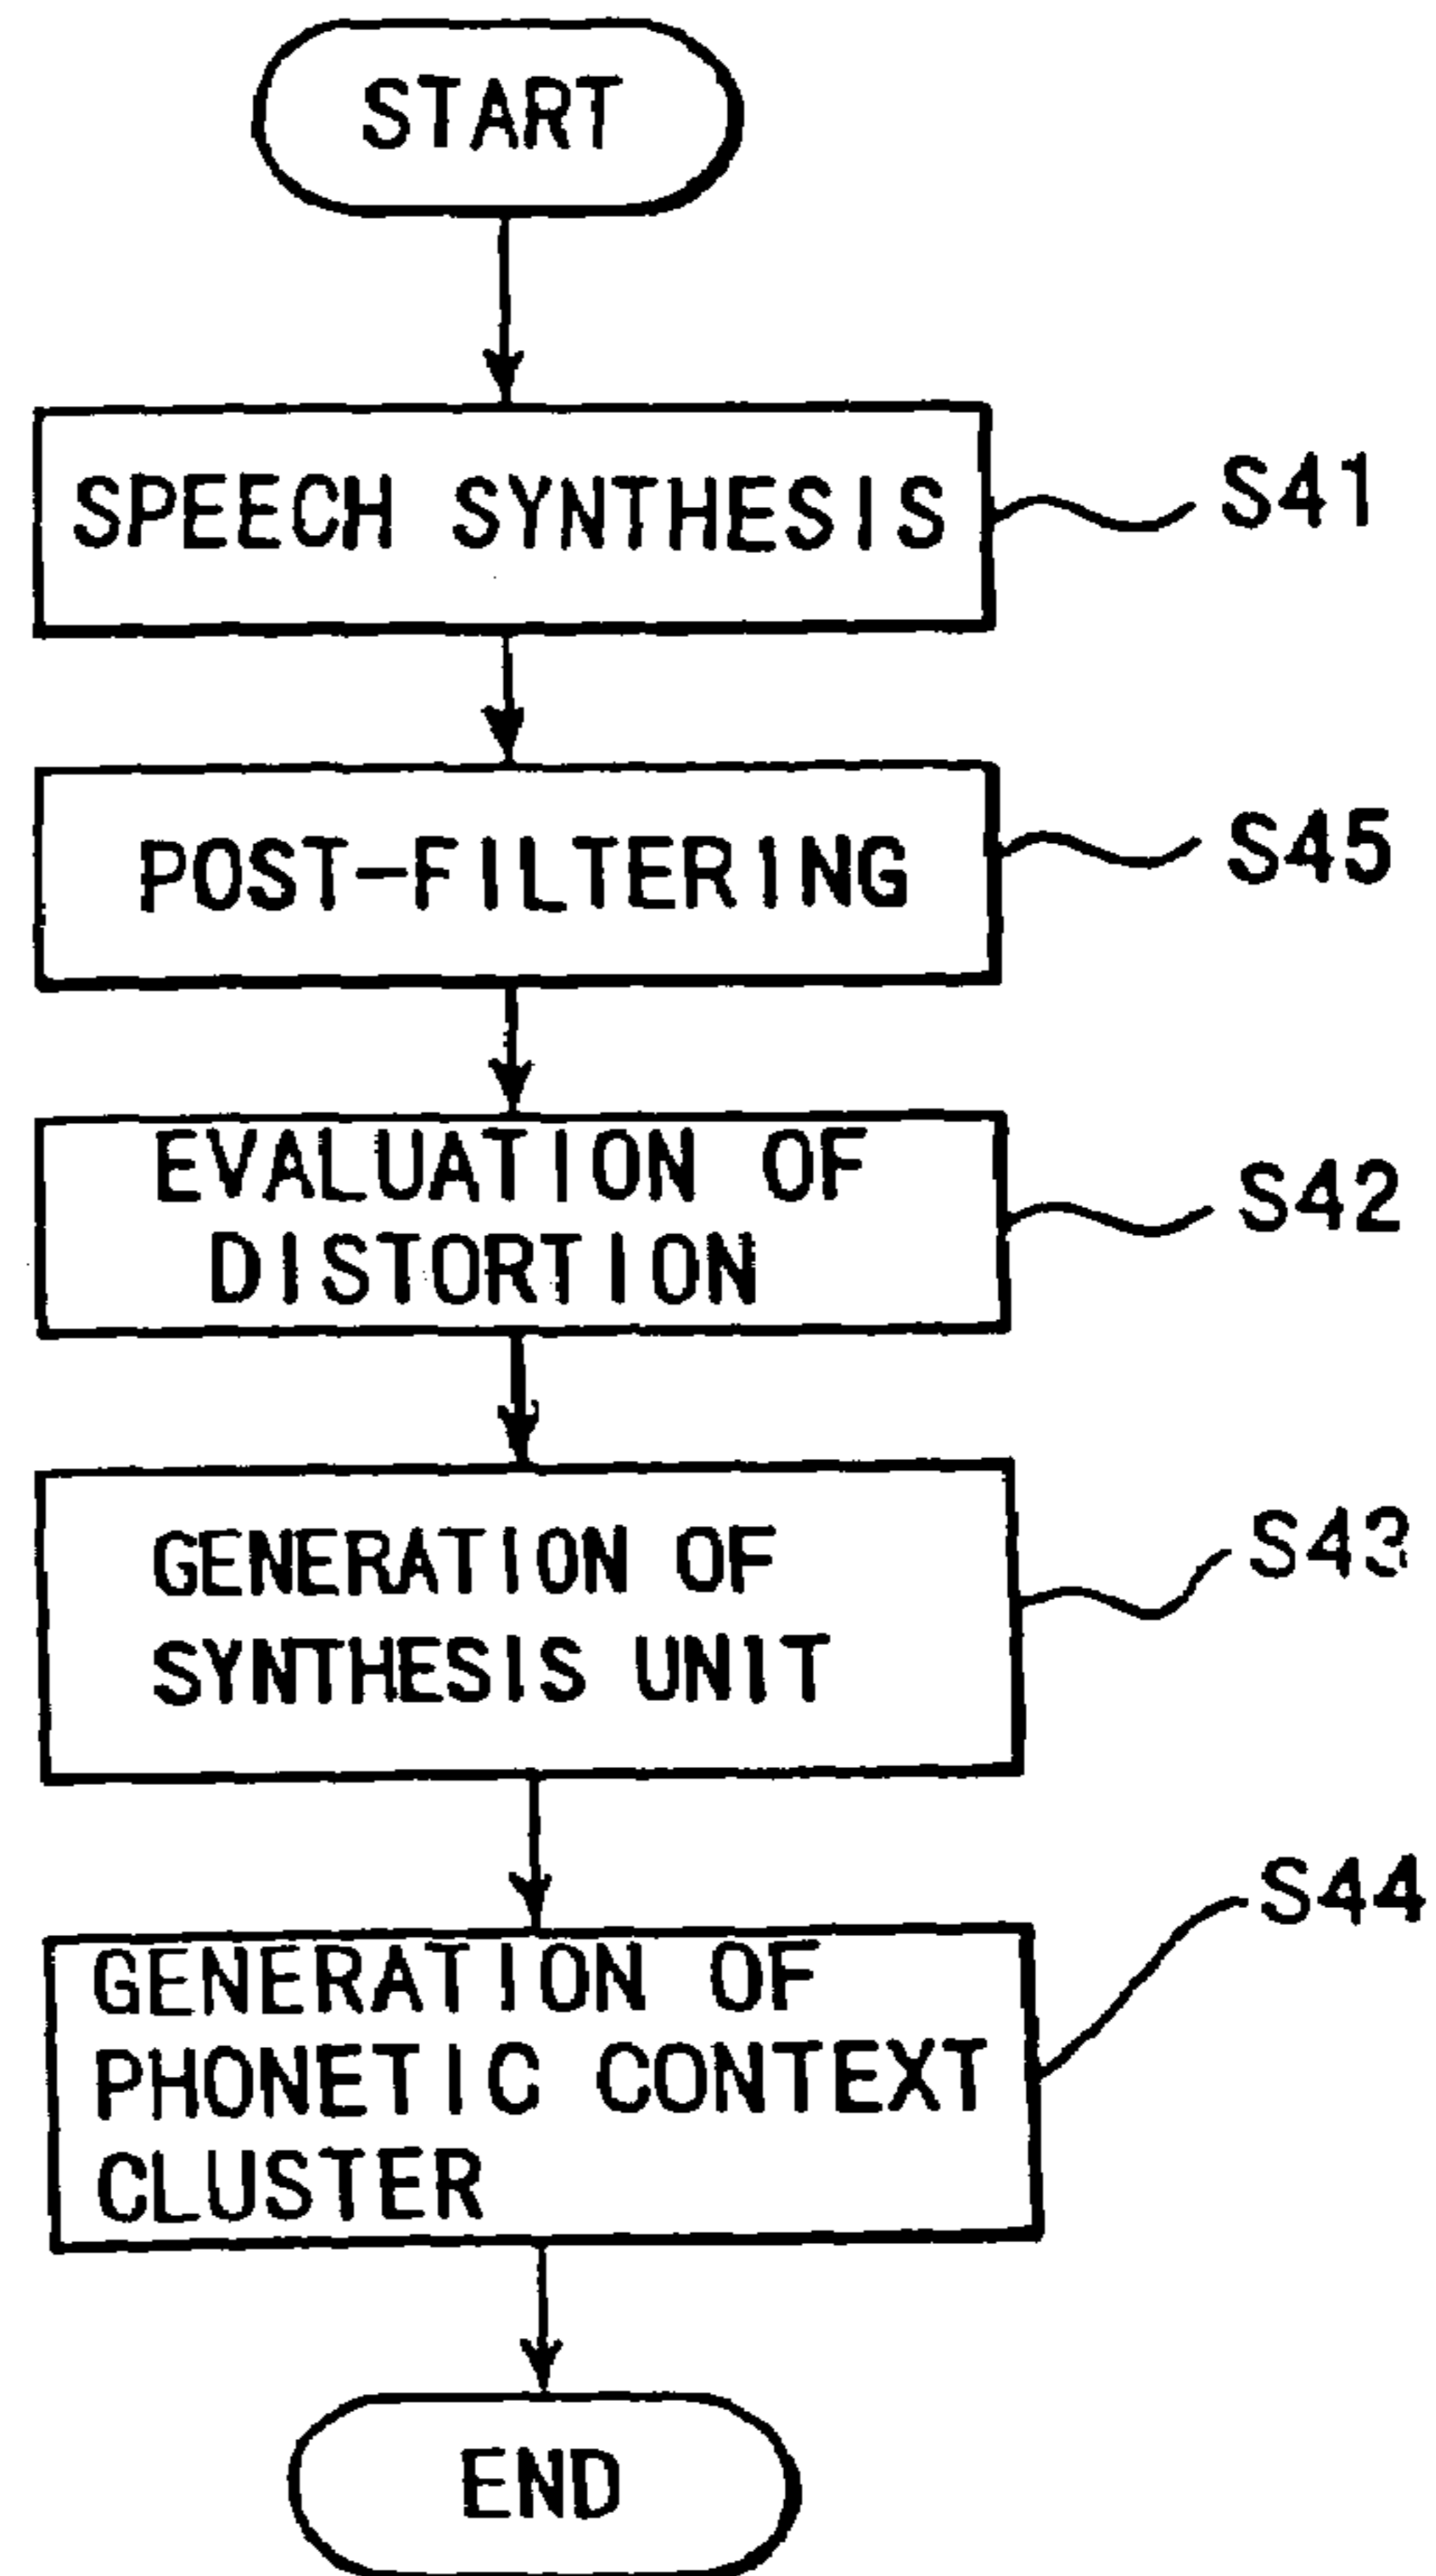 START
SPEECH SYNTHESIS
S41
POST-FILTERING
S45
EVALUATION OF
DISTORTION
S42
GENERATION OF
SYNTHESIS UNIT
S43
GENERATION OF
PHONETIC CONTEXT
CLUSTER
S44
END